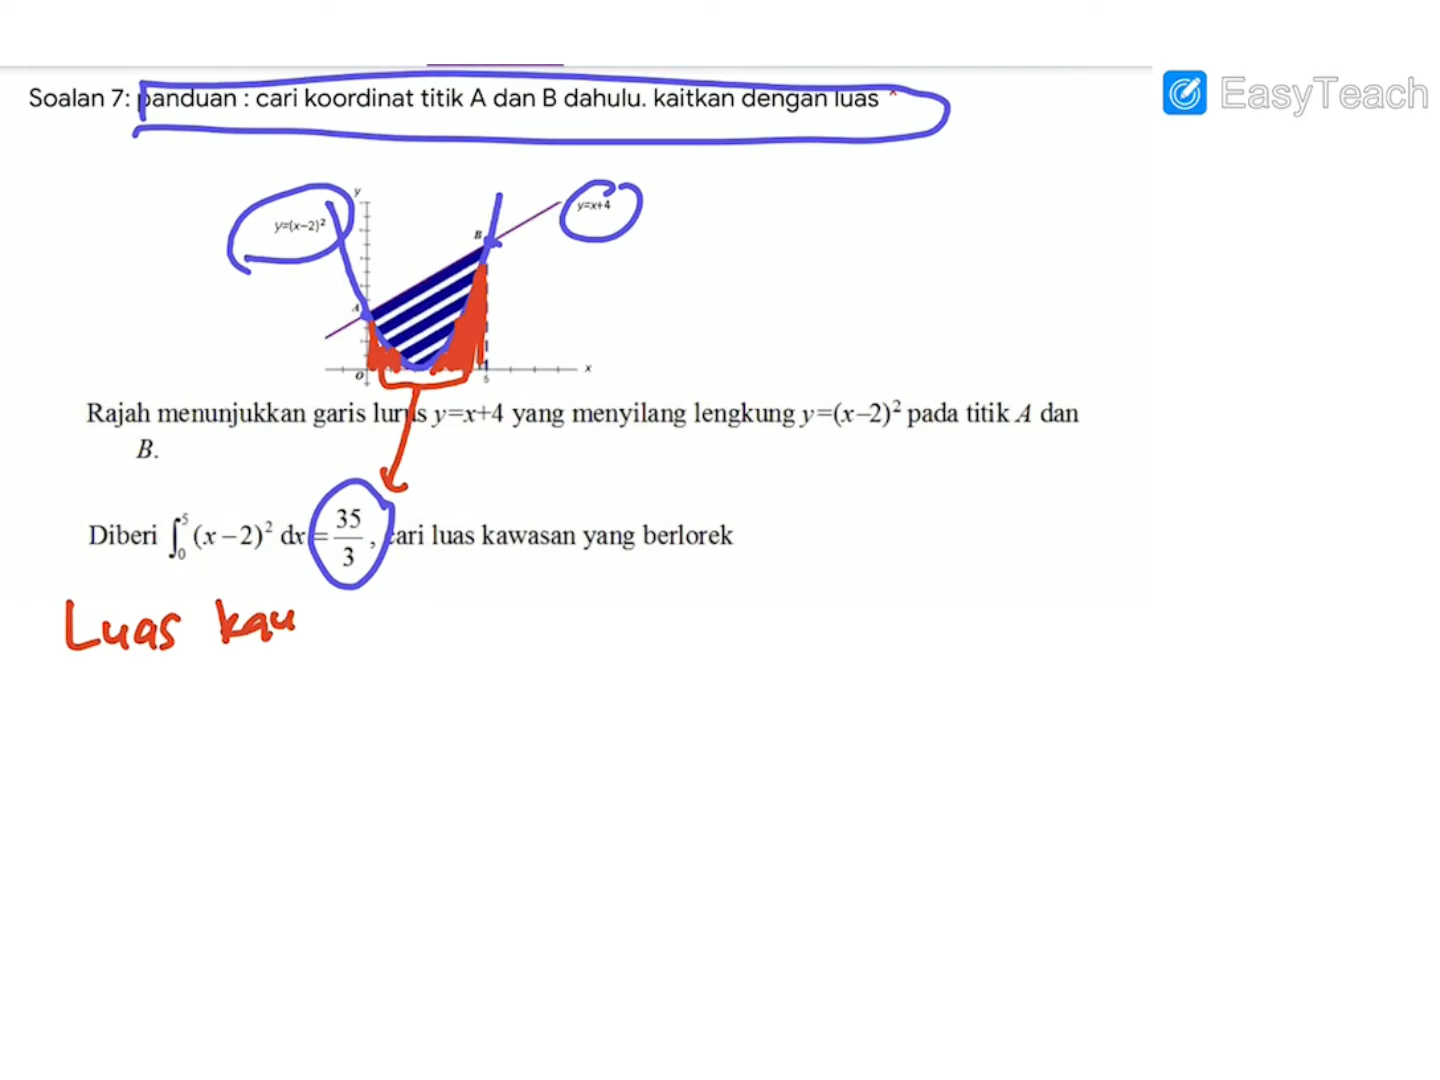 EasyTeach
Soalan 7: panduan : cari koordinat titik A dan B dahulu. kaitkan dengan luas *
y
y=(x−2)²
y=x+4
B
A
O
5
x
Rajah menunjukkan garis lurus y=x+4 yang menyilang lengkung y=(x−2)² pada titik A dan
B.
Diberi ∫₀⁵ (x − 2)² dx = 35/3 , cari luas kawasan yang berlorek
Luas kaw